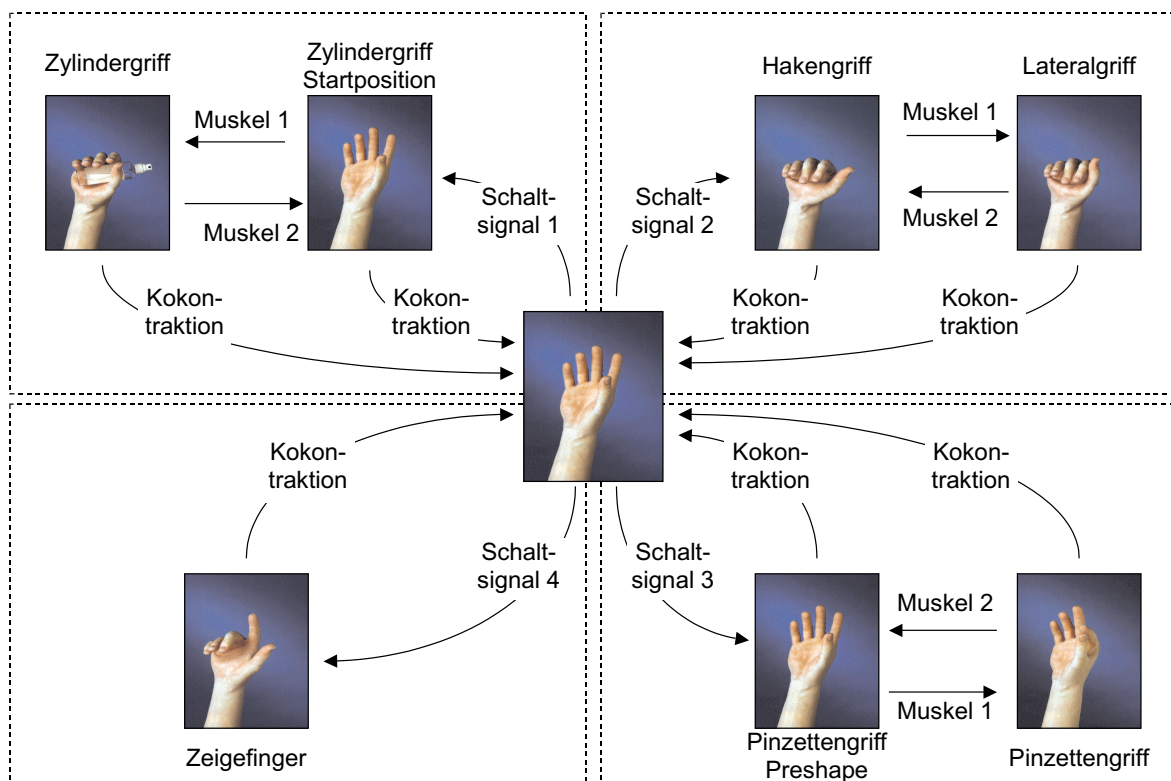 Zylindergriff
Zylindergriff
Startposition
Muskel 1
Muskel 2
Schalt-
signal 1
Kokon-
traktion
Kokon-
traktion
Hakengriff
Lateralgriff
Muskel 1
Muskel 2
Schalt-
signal 2
Kokon-
traktion
Kokon-
traktion
Kokon-
traktion
Schalt-
signal 4
Zeigefinger
Kokon-
traktion
Kokon-
traktion
Schalt-
signal 3
Muskel 2
Muskel 1
Pinzettengriff
Preshape
Pinzettengriff